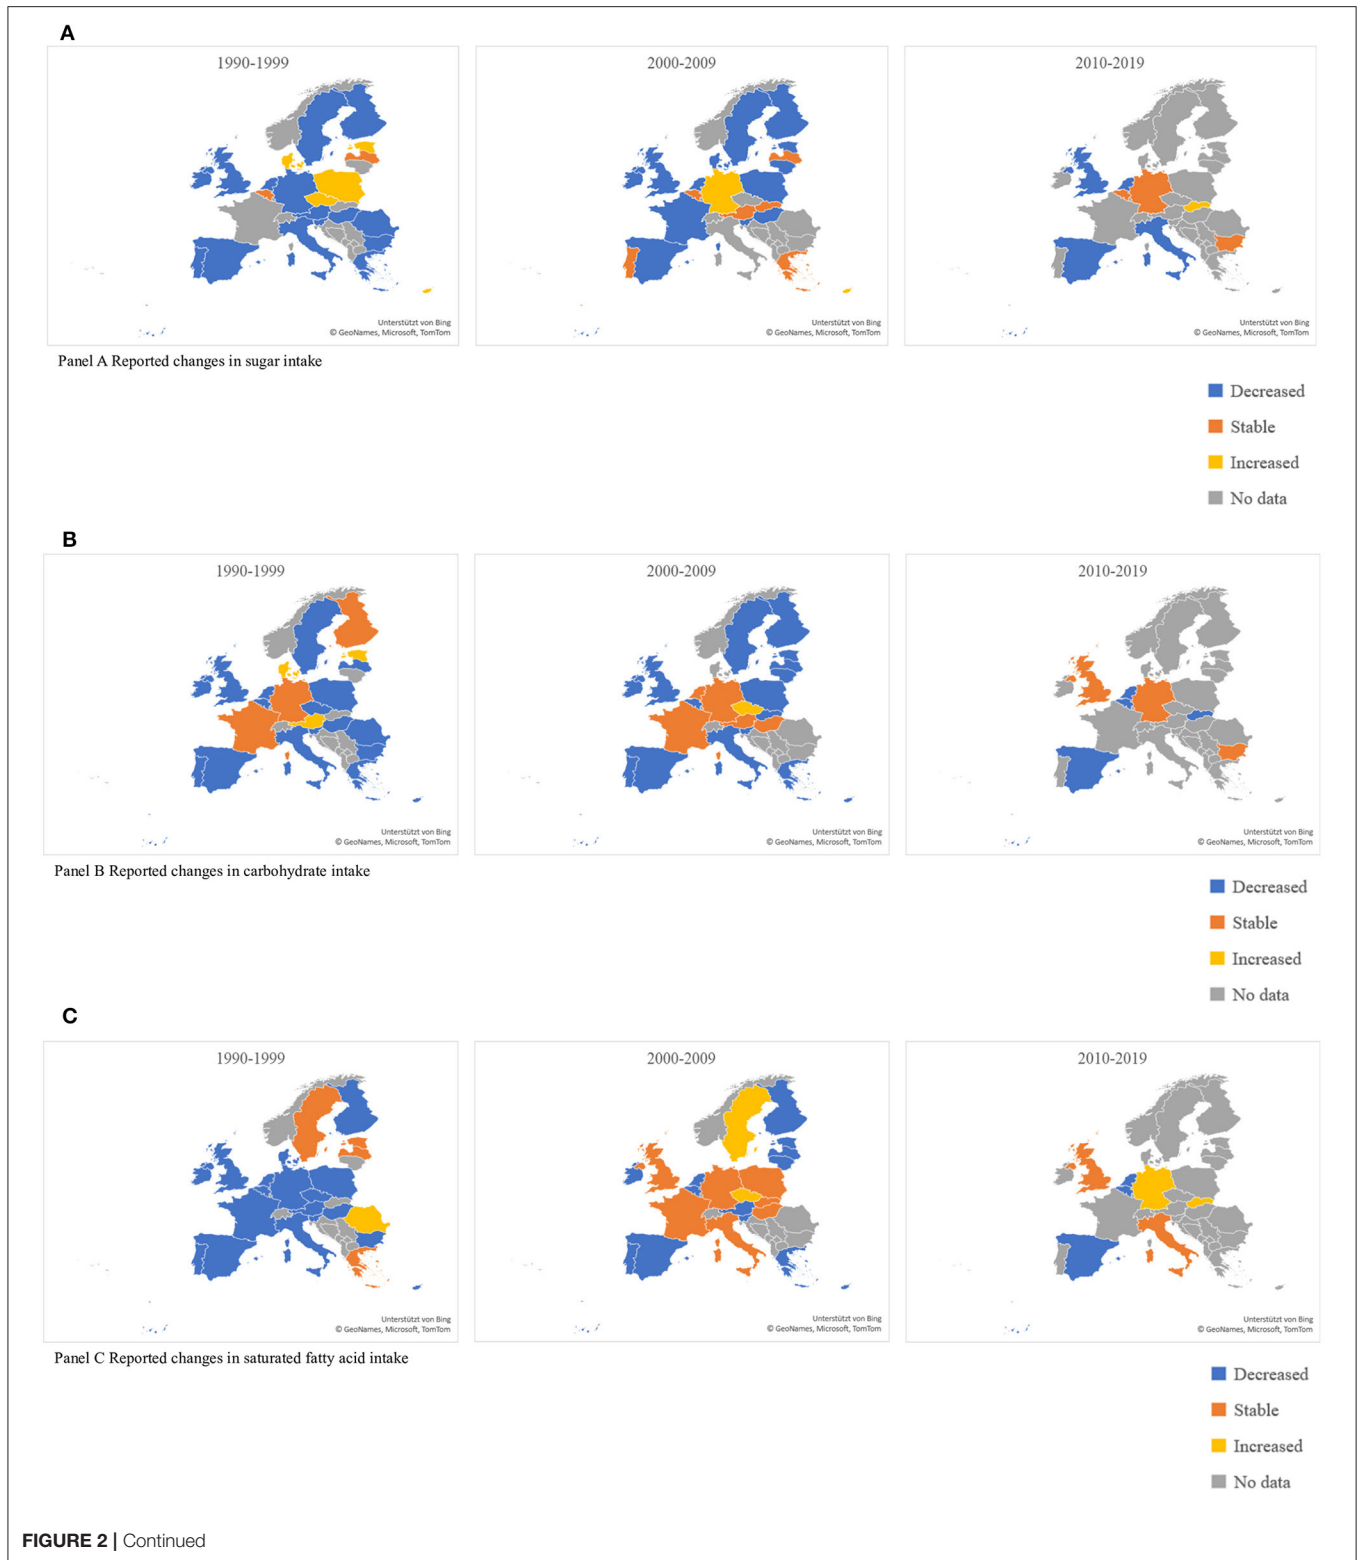 A
1990-1999
2000-2009
2010-2019
Unterstützt von Bing
© GeoNames, Microsoft, TomTom
Unterstützt von Bing
© GeoNames, Microsoft, TomTom
Unterstützt von Bing
© GeoNames, Microsoft, TomTom
Panel A Reported changes in sugar intake
Decreased
Stable
Increased
No data
B
1990-1999
2000-2009
2010-2019
Unterstützt von Bing
© GeoNames, Microsoft, TomTom
Unterstützt von Bing
© GeoNames, Microsoft, TomTom
Unterstützt von Bing
© GeoNames, Microsoft, TomTom
Panel B Reported changes in carbohydrate intake
Decreased
Stable
Increased
No data
C
1990-1999
2000-2009
2010-2019
Unterstützt von Bing
© GeoNames, Microsoft, TomTom
Unterstützt von Bing
© GeoNames, Microsoft, TomTom
Unterstützt von Bing
© GeoNames, Microsoft, TomTom
Panel C Reported changes in saturated fatty acid intake
Decreased
Stable
Increased
No data
FIGURE 2 | Continued